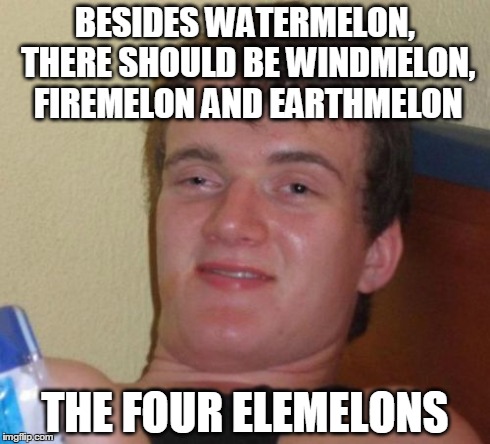 BESIDES WATERMELON,
THERE SHOULD BE WINDMELON,
FIREMELON AND EARTHMELON
THE FOUR ELEMELONS
imgflip.com